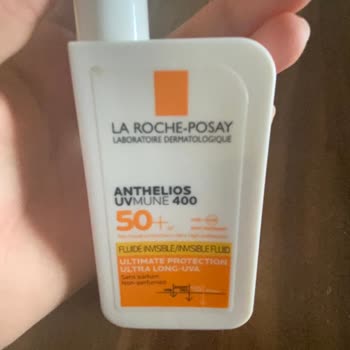 LA ROCHE-POSAY
LABORATOIRE DERMATOLOGIQUE
ANTHELIOS
UVMUNE 400
50+
FLUIDE INVISIBLE/INVISIBLE FLUID
ULTIMATE PROTECTION
ULTRA LONG-UVA
Sans parfum
Non-perfumed